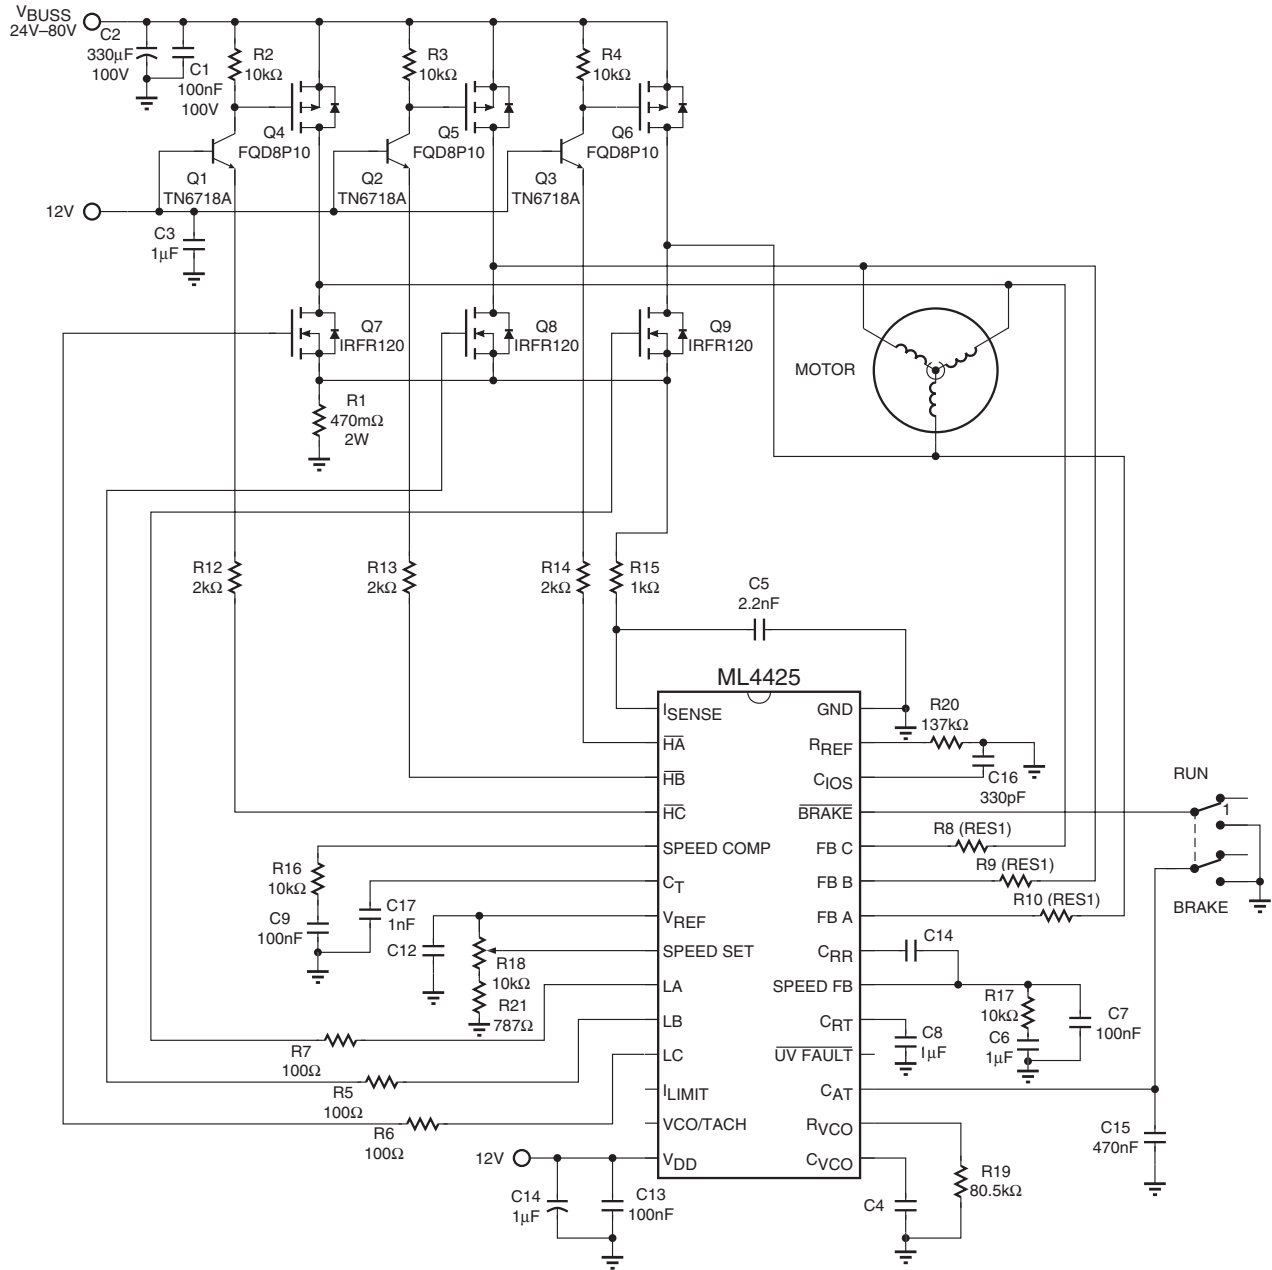 VBUSS
24V–80V
C2
330µF
100V
C1
100nF
100V
R2
10kΩ
R3
10kΩ
R4
10kΩ
Q4
FQD8P10
Q5
FQD8P10
Q6
FQD8P10
Q1
TN6718A
Q2
TN6718A
Q3
TN6718A
12V
C3
1µF
Q7
IRFR120
Q8
IRFR120
Q9
IRFR120
MOTOR
R1
470mΩ
2W
R12
2kΩ
R13
2kΩ
R14
2kΩ
R15
1kΩ
C5
2.2nF
ML4425
ISENSE
HA
HB
HC
SPEED COMP
CT
VREF
SPEED SET
LA
LB
LC
ILIMIT
VCO/TACH
VDD
GND
RREF
CIOS
BRAKE
FB C
FB B
FB A
CRR
SPEED FB
CRT
UV FAULT
CAT
RVCO
CVCO
R20
137kΩ
C16
330pF
RUN
1
BRAKE
R8 (RES1)
R9 (RES1)
R10 (RES1)
R16
10kΩ
C9
100nF
C17
1nF
C12
R18
10kΩ
R21
787Ω
C14
R17
10kΩ
C6
1µF
C7
100nF
C8
1µF
R7
100Ω
R5
100Ω
R6
100Ω
C15
470nF
12V
C14
1µF
C13
100nF
C4
R19
80.5kΩ